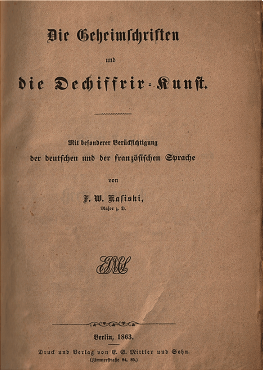 Die Geheimschriften
und
die Dechiffrir-Kunst.
Mit besonderer Berücksichtigung
der deutschen und der französischen Sprache
von
F. W. Kasiski,
Major z. D.
Berlin, 1863.
Druck und Verlag von E. S. Mittler und Sohn.
(Zimmerstraße 84. 85.)